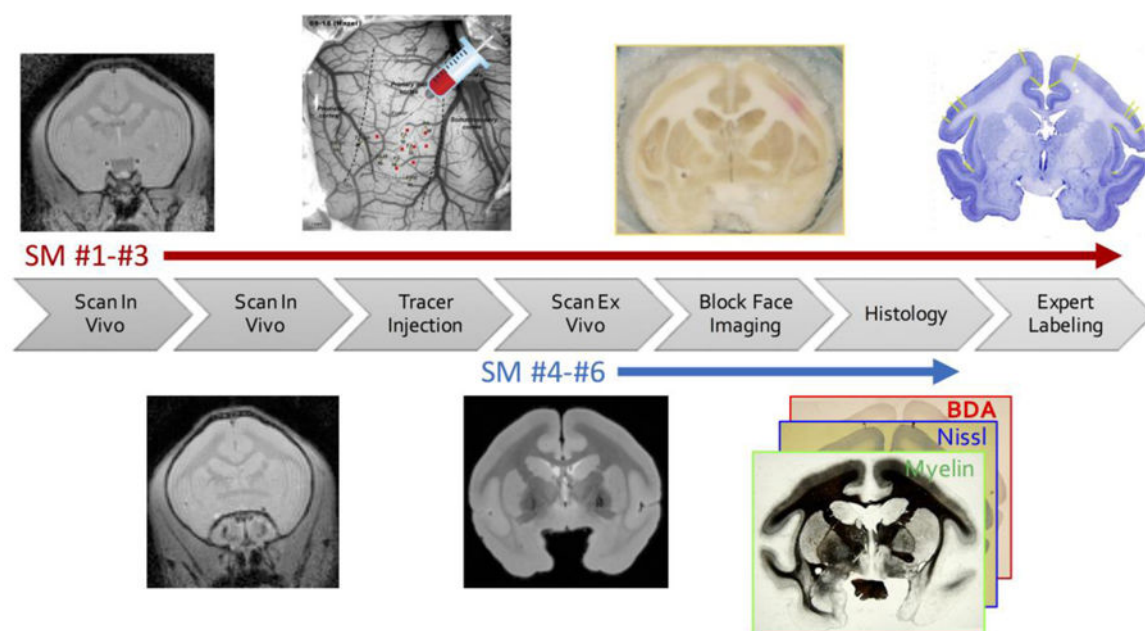 SM #1-#3
Scan In
Vivo
Scan In
Vivo
Tracer
Injection
Scan Ex
Vivo
Block Face
Imaging
Histology
Expert
Labeling
SM #4-#6
BDA
Nissl
Myelin